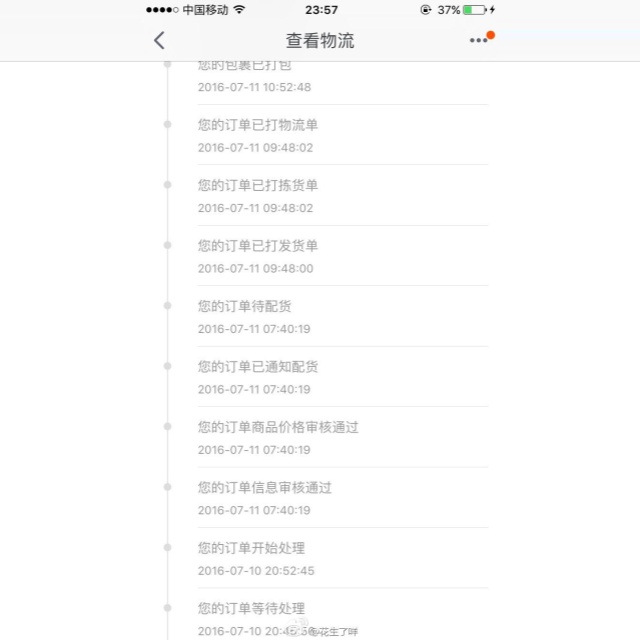 中国移动 23:57 37%
查看物流
您的包裹已打包
2016-07-11 10:52:48
您的订单已打物流单
2016-07-11 09:48:02
您的订单已打拣货单
2016-07-11 09:48:02
您的订单已打发货单
2016-07-11 09:48:00
您的订单待配货
2016-07-11 07:40:19
您的订单已通知配货
2016-07-11 07:40:19
您的订单商品价格审核通过
2016-07-11 07:40:19
您的订单信息审核通过
2016-07-11 07:40:19
您的订单开始处理
2016-07-10 20:52:45
您的订单等待处理
2016-07-10